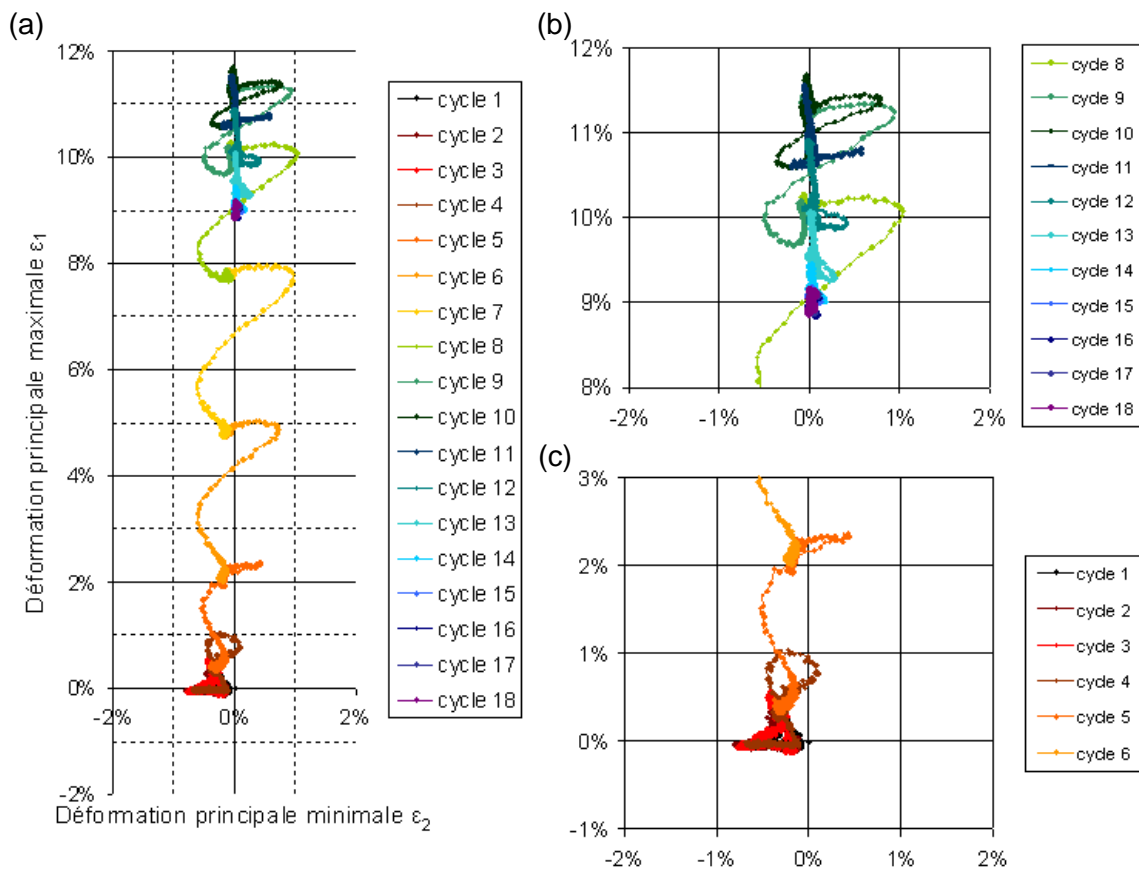 (a)
12%
10%
8%
6%
4%
2%
0%
-2%
-2%
0%
2%
Déformation principale maximale ε1
Déformation principale minimale ε2
cycle 1
cycle 2
cycle 3
cycle 4
cycle 5
cycle 6
cycle 7
cycle 8
cycle 9
cycle 10
cycle 11
cycle 12
cycle 13
cycle 14
cycle 15
cycle 16
cycle 17
cycle 18
(b)
12%
11%
10%
9%
8%
-2%
-1%
0%
1%
2%
cycle 8
cycle 9
cycle 10
cycle 11
cycle 12
cycle 13
cycle 14
cycle 15
cycle 16
cycle 17
cycle 18
(c)
3%
2%
1%
0%
-1%
-2%
-1%
0%
1%
2%
cycle 1
cycle 2
cycle 3
cycle 4
cycle 5
cycle 6